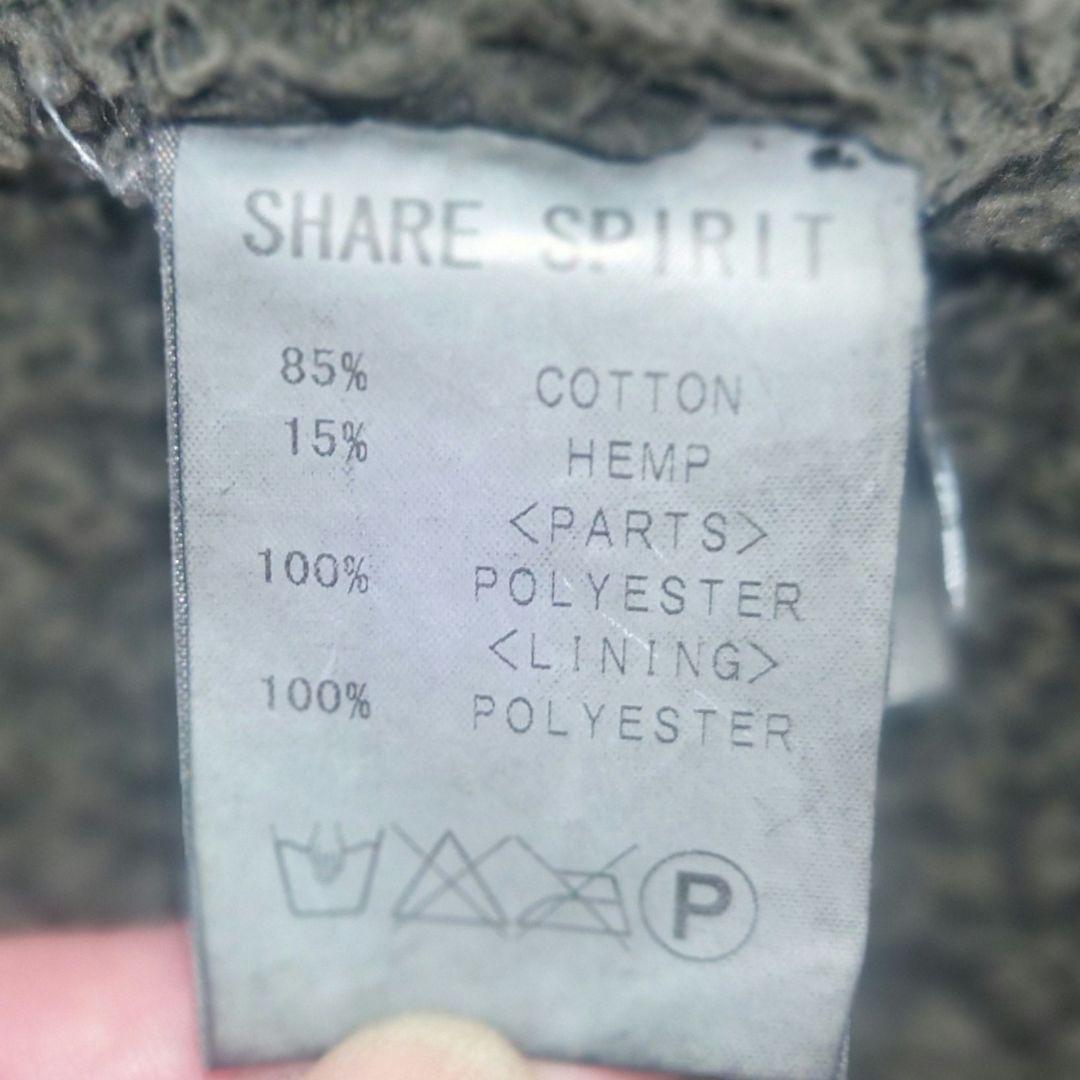 SHARE SPIRIT
85% COTTON
15% HEMP
<PARTS>
100% POLYESTER
<LINING>
100% POLYESTER
P